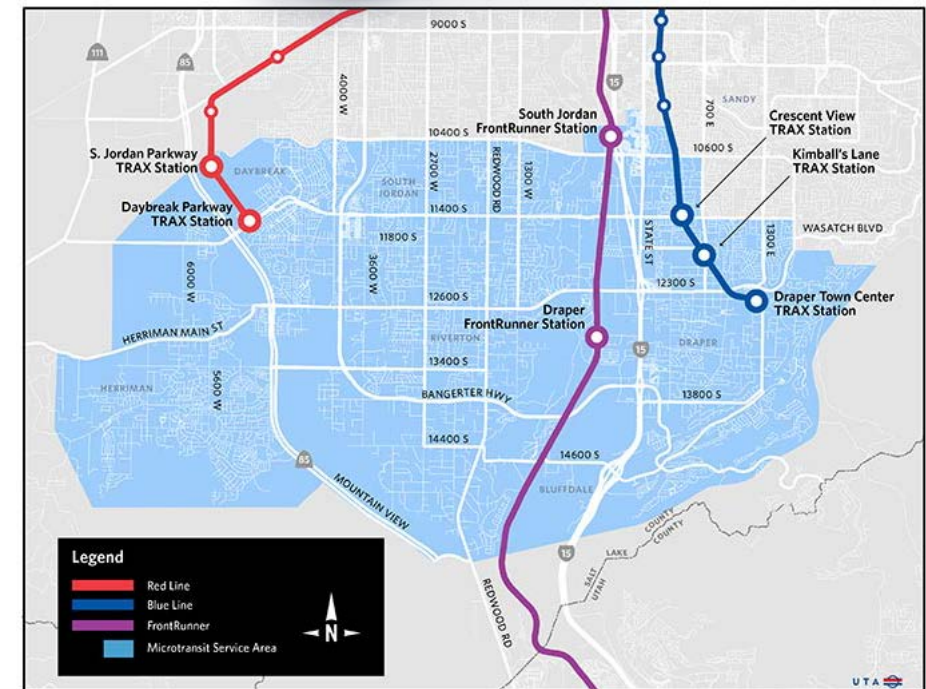 9000 S
111
85
15
4000 W
700 E
SANDY
Crescent View
TRAX Station
South Jordan
FrontRunner Station
10400 S
10600 S
Kimball's Lane
TRAX Station
S. Jordan Parkway
TRAX Station
DAYBREAK
2700 W
REDWOOD RD
1300 W
SOUTH
JORDAN
Daybreak Parkway
TRAX Station
11400 S
STATE ST
1300 E
WASATCH BLVD
11800 S
6000 W
3600 W
12300 S
12600 S
Draper Town Center
TRAX Station
Draper
FrontRunner Station
HERRIMAN MAIN ST
RIVERTON
15
DRAPER
13400 S
HERRIMAN
5600 W
BANGERTER HWY
13800 S
14400 S
14600 S
85
BLUFFDALE
MOUNTAIN VIEW
COUNTY
COUNTY
15
LAKE
SALT
UTAH
REDWOOD RD
Legend
Red Line
Blue Line
FrontRunner
Microtransit Service Area
N
UTA